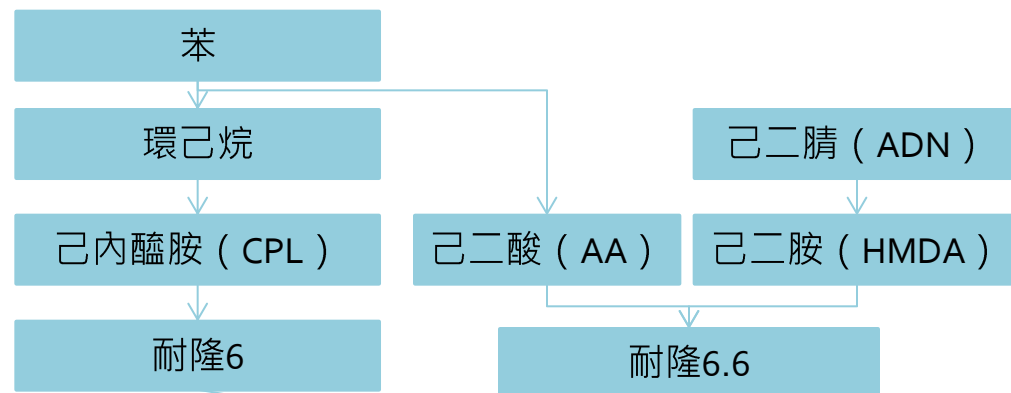 苯
環己烷
己二腈（ADN）
己內醯胺（CPL）
己二酸（AA）
己二胺（HMDA）
耐隆6
耐隆6.6